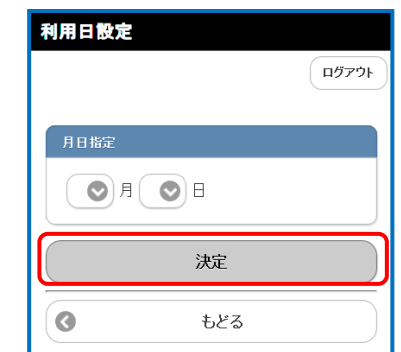 利用日設定
ログアウト
月日指定
月 日
決定
もどる